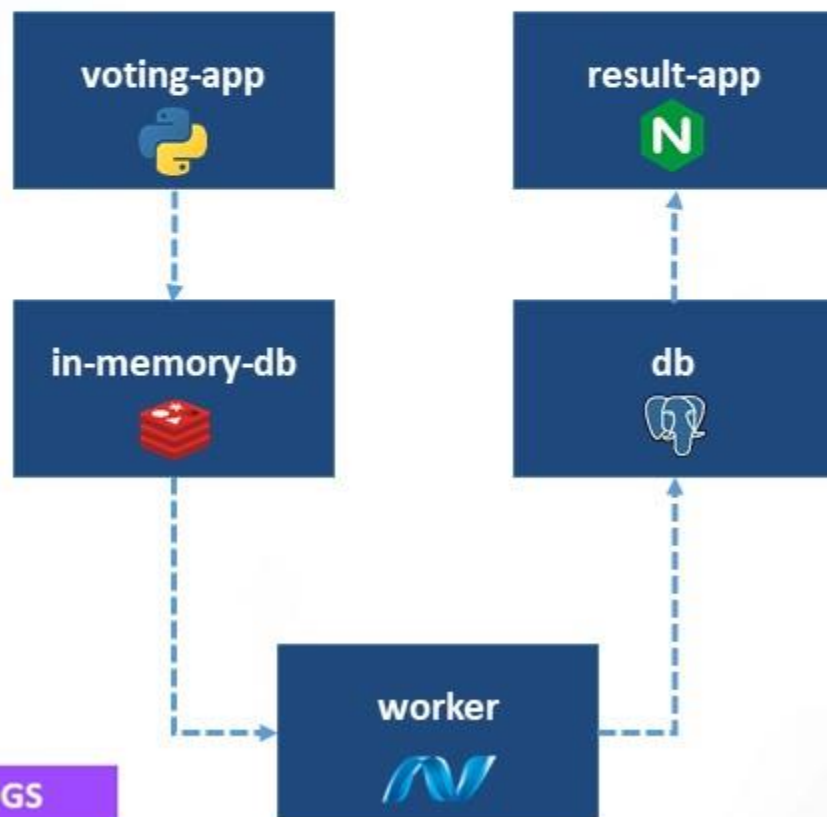 voting-app
result-app
N
in-memory-db
db
worker
GS